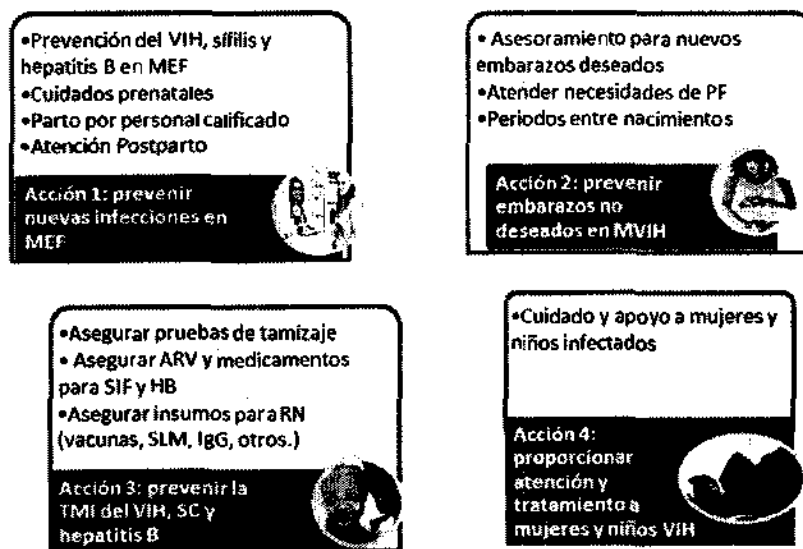 •Prevención del VIH, sífilis y
hepatitis B en MEF
•Cuidados prenatales
•Parto por personal calificado
•Atención Postparto
Acción 1: prevenir
nuevas infecciones en
MEF
• Asesoramiento para nuevos
embarazos deseados
•Atender necesidades de PF
•Periodos entre nacimientos
Acción 2: prevenir
embarazos no
deseados en MVIH
•Asegurar pruebas de tamizaje
• Asegurar ARV y medicamentos
para SIF y HB
•Asegurar insumos para RN
(vacunas, SLM, IgG, otros.)
Acción 3: prevenir la
TMI del VIH, SC y
hepatitis B
•Cuidado y apoyo a mujeres y
niños infectados
Acción 4:
proporcionar
atención y
tratamiento a
mujeres y niños VIH